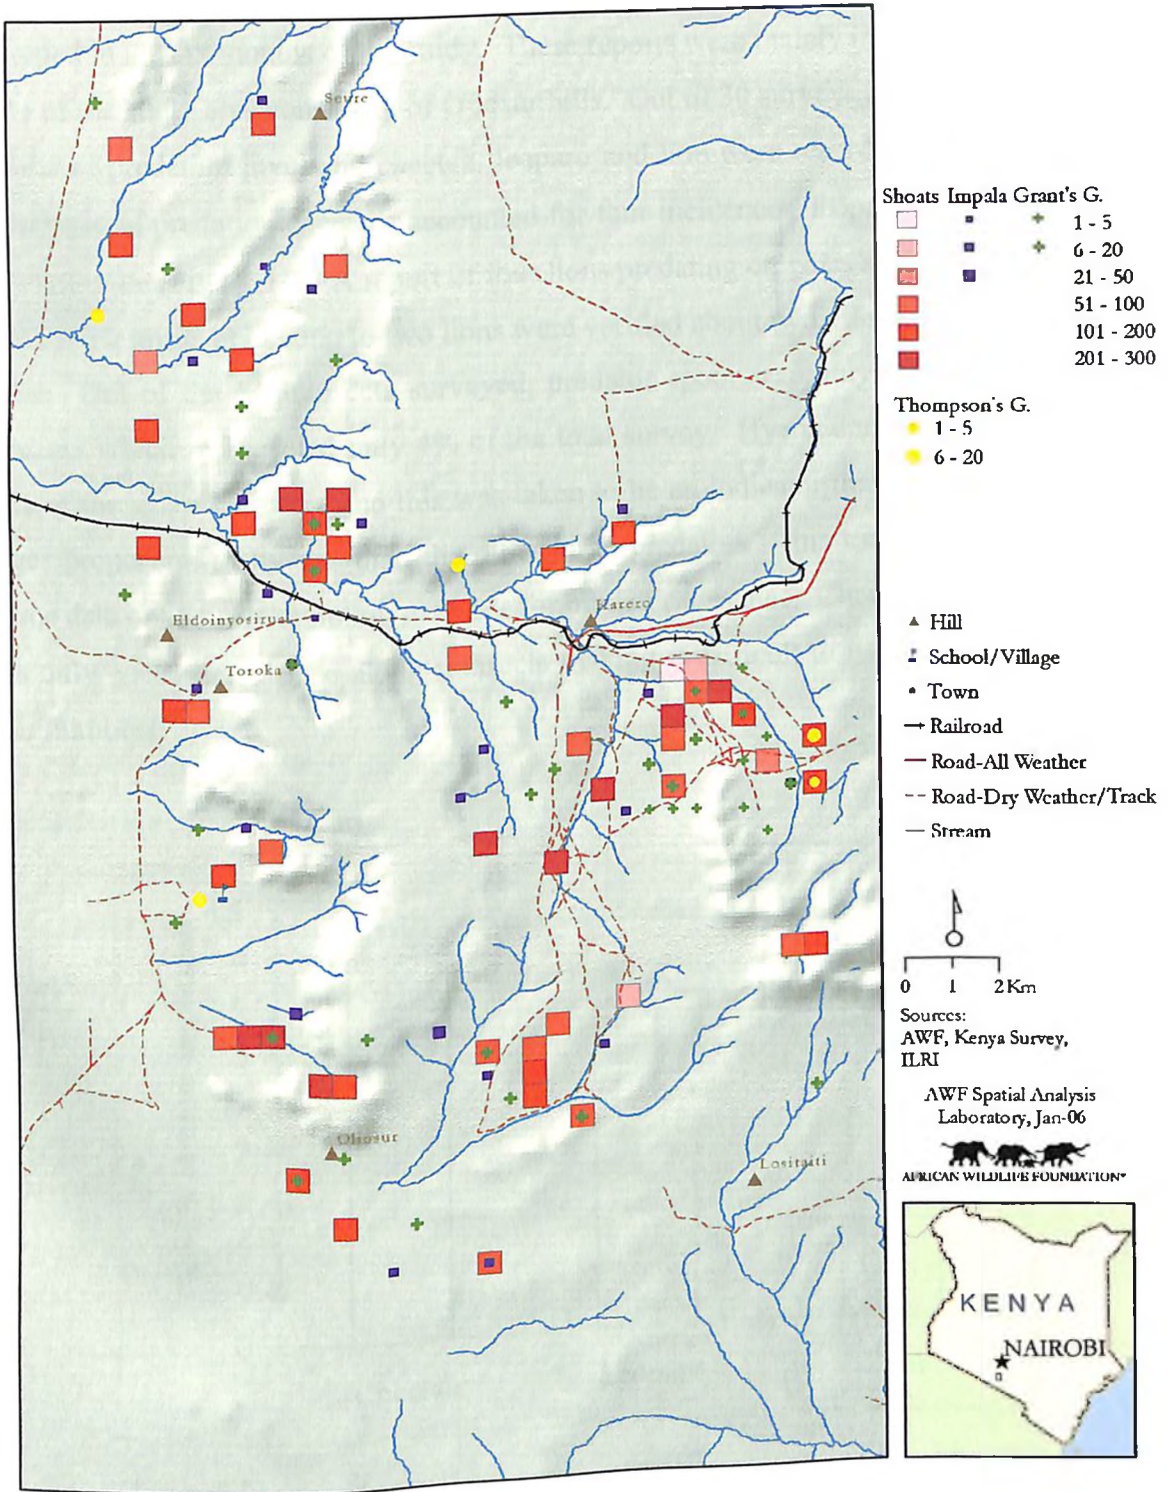 Seyre
Eldoinyosirua
Toroka
Karero
Oliosur
Lositaiti
Shoats Impala Grant's G.
1 - 5
6 - 20
21 - 50
51 - 100
101 - 200
201 - 300
Thompson's G.
1 - 5
6 - 20
Hill
School/Village
Town
Railroad
Road-All Weather
Road-Dry Weather/Track
Stream
0 1 2 Km
Sources:
AWF, Kenya Survey,
ILRI
AWF Spatial Analysis
Laboratory, Jan-06
AFRICAN WILDLIFE FOUNDATION
KENYA
NAIROBI